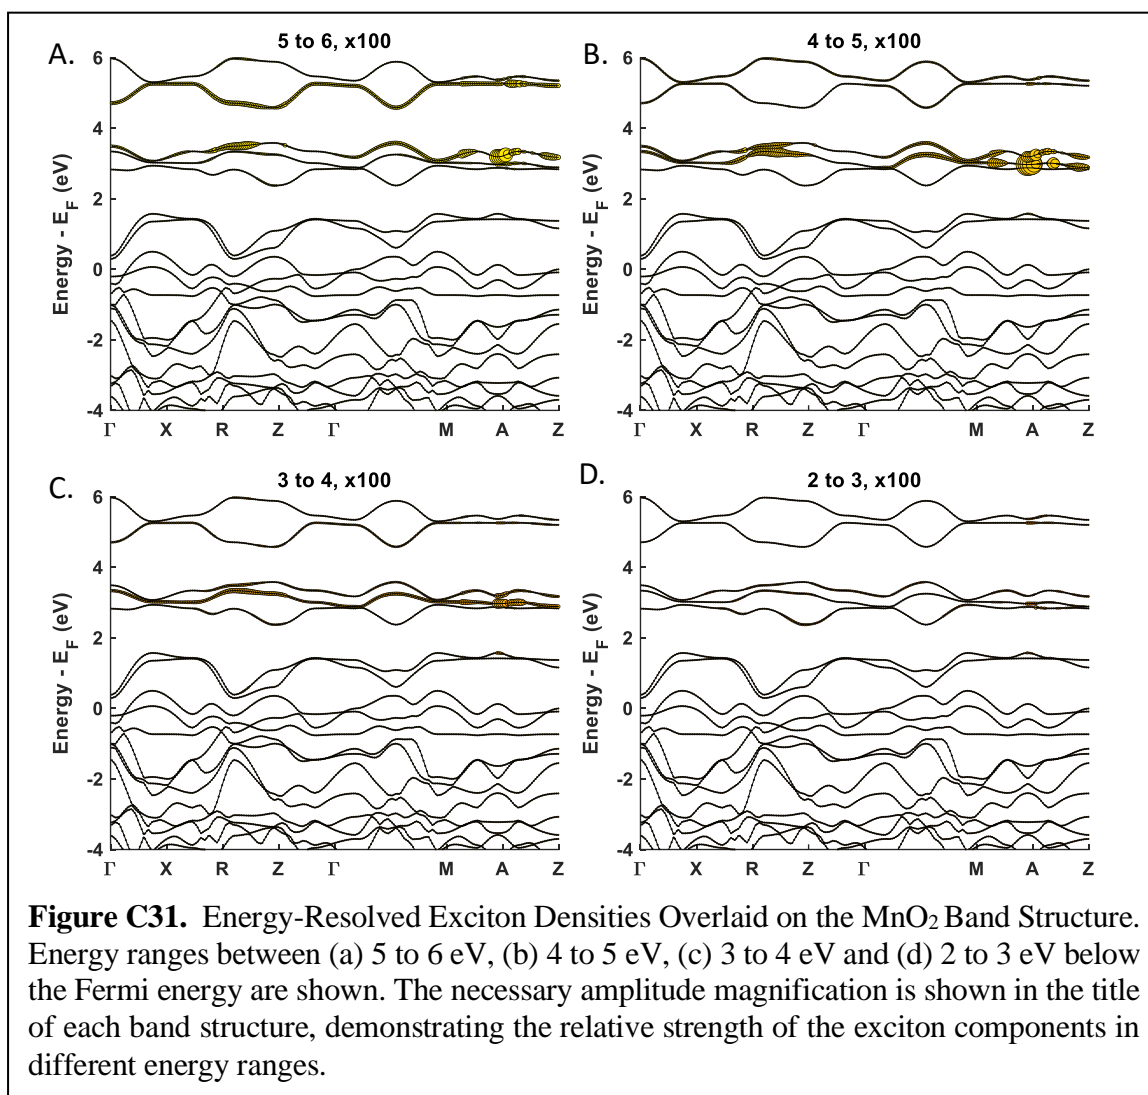 A.
5 to 6, x100
6
4
2
0
-2
-4
Energy - E_F (eV)
Γ X R Z Γ M A Z
B.
4 to 5, x100
6
4
2
0
-2
-4
Energy - E_F (eV)
Γ X R Z Γ M A Z
C.
3 to 4, x100
6
4
2
0
-2
-4
Energy - E_F (eV)
Γ X R Z Γ M A Z
D.
2 to 3, x100
6
4
2
0
-2
-4
Energy - E_F (eV)
Γ X R Z Γ M A Z
Figure C31. Energy-Resolved Exciton Densities Overlaid on the MnO₂ Band Structure.
Energy ranges between (a) 5 to 6 eV, (b) 4 to 5 eV, (c) 3 to 4 eV and (d) 2 to 3 eV below
the Fermi energy are shown. The necessary amplitude magnification is shown in the title
of each band structure, demonstrating the relative strength of the exciton components in
different energy ranges.